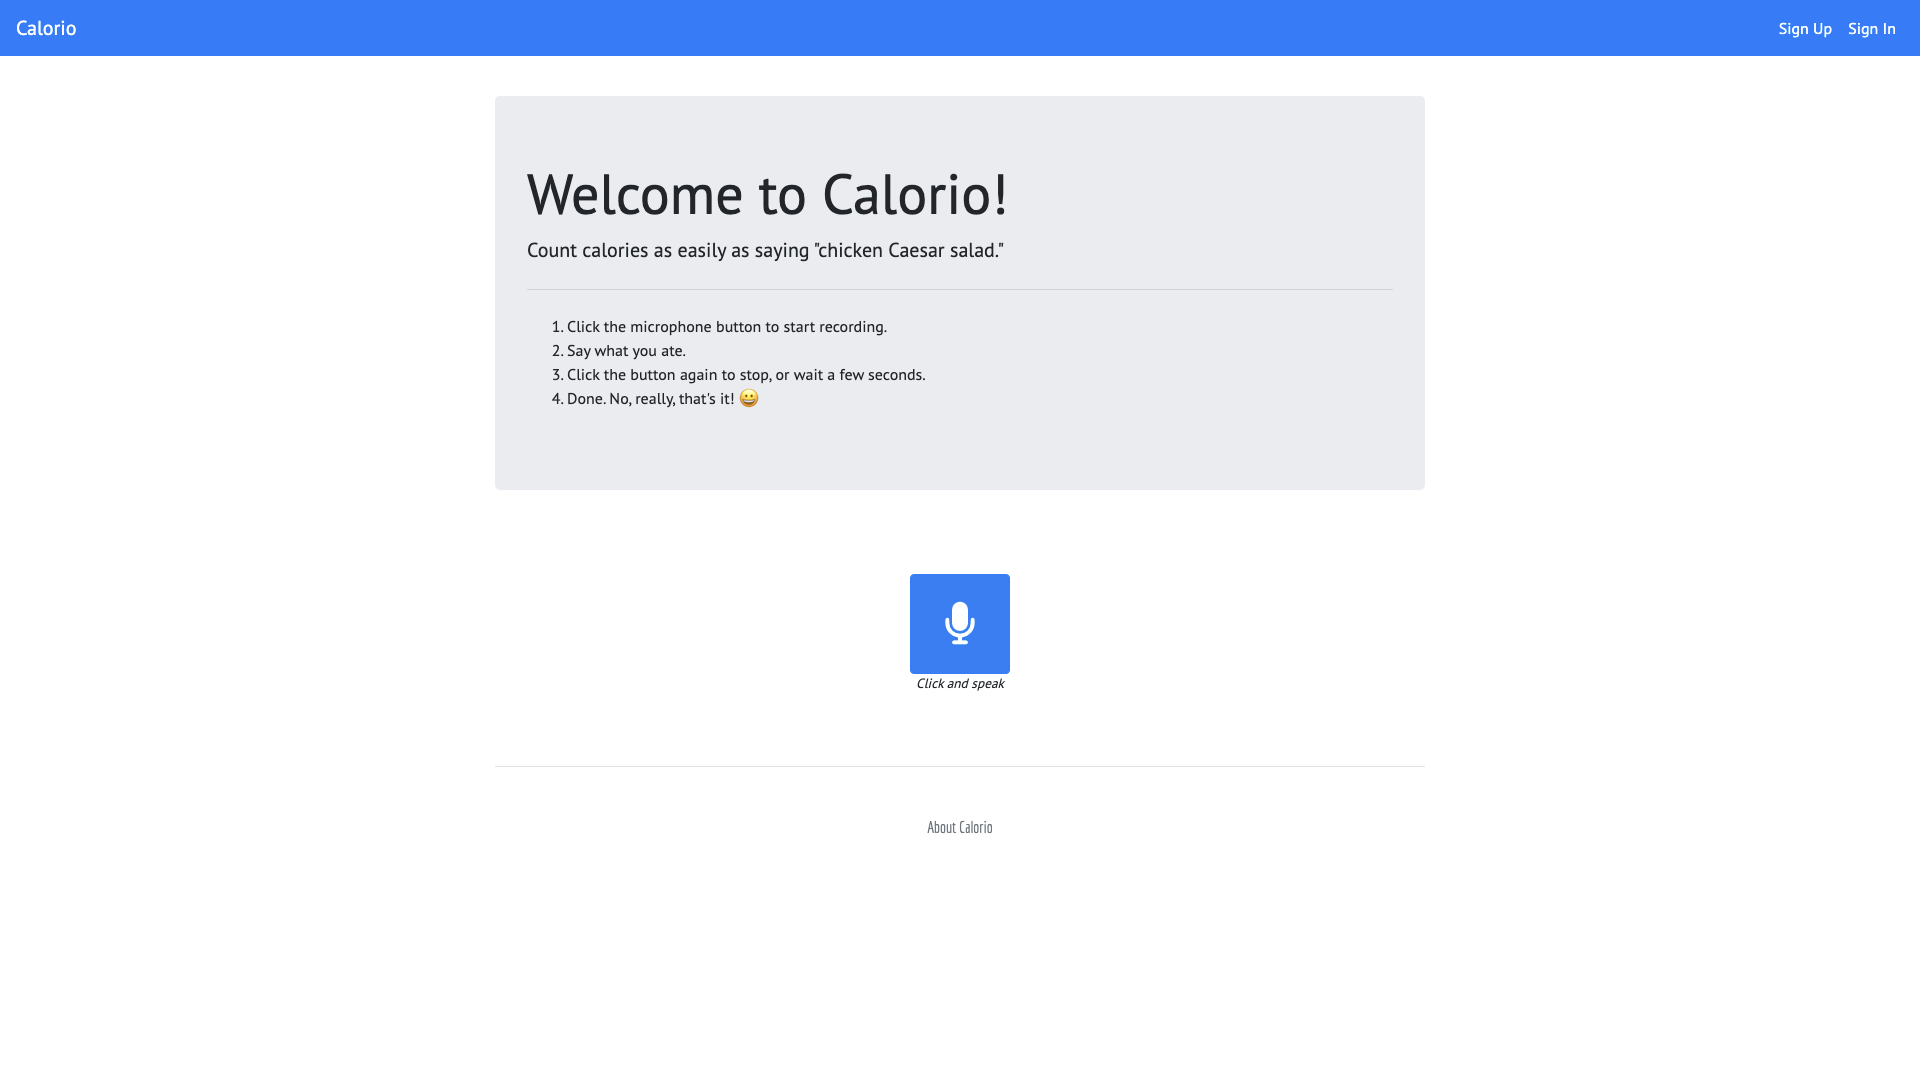 Calorio
Sign Up
Sign In
Welcome to Calorio!
Count calories as easily as saying "chicken Caesar salad."
1. Click the microphone button to start recording.
2. Say what you ate.
3. Click the button again to stop, or wait a few seconds.
4. Done. No, really, that's it! 😀
Click and speak
About Calorio